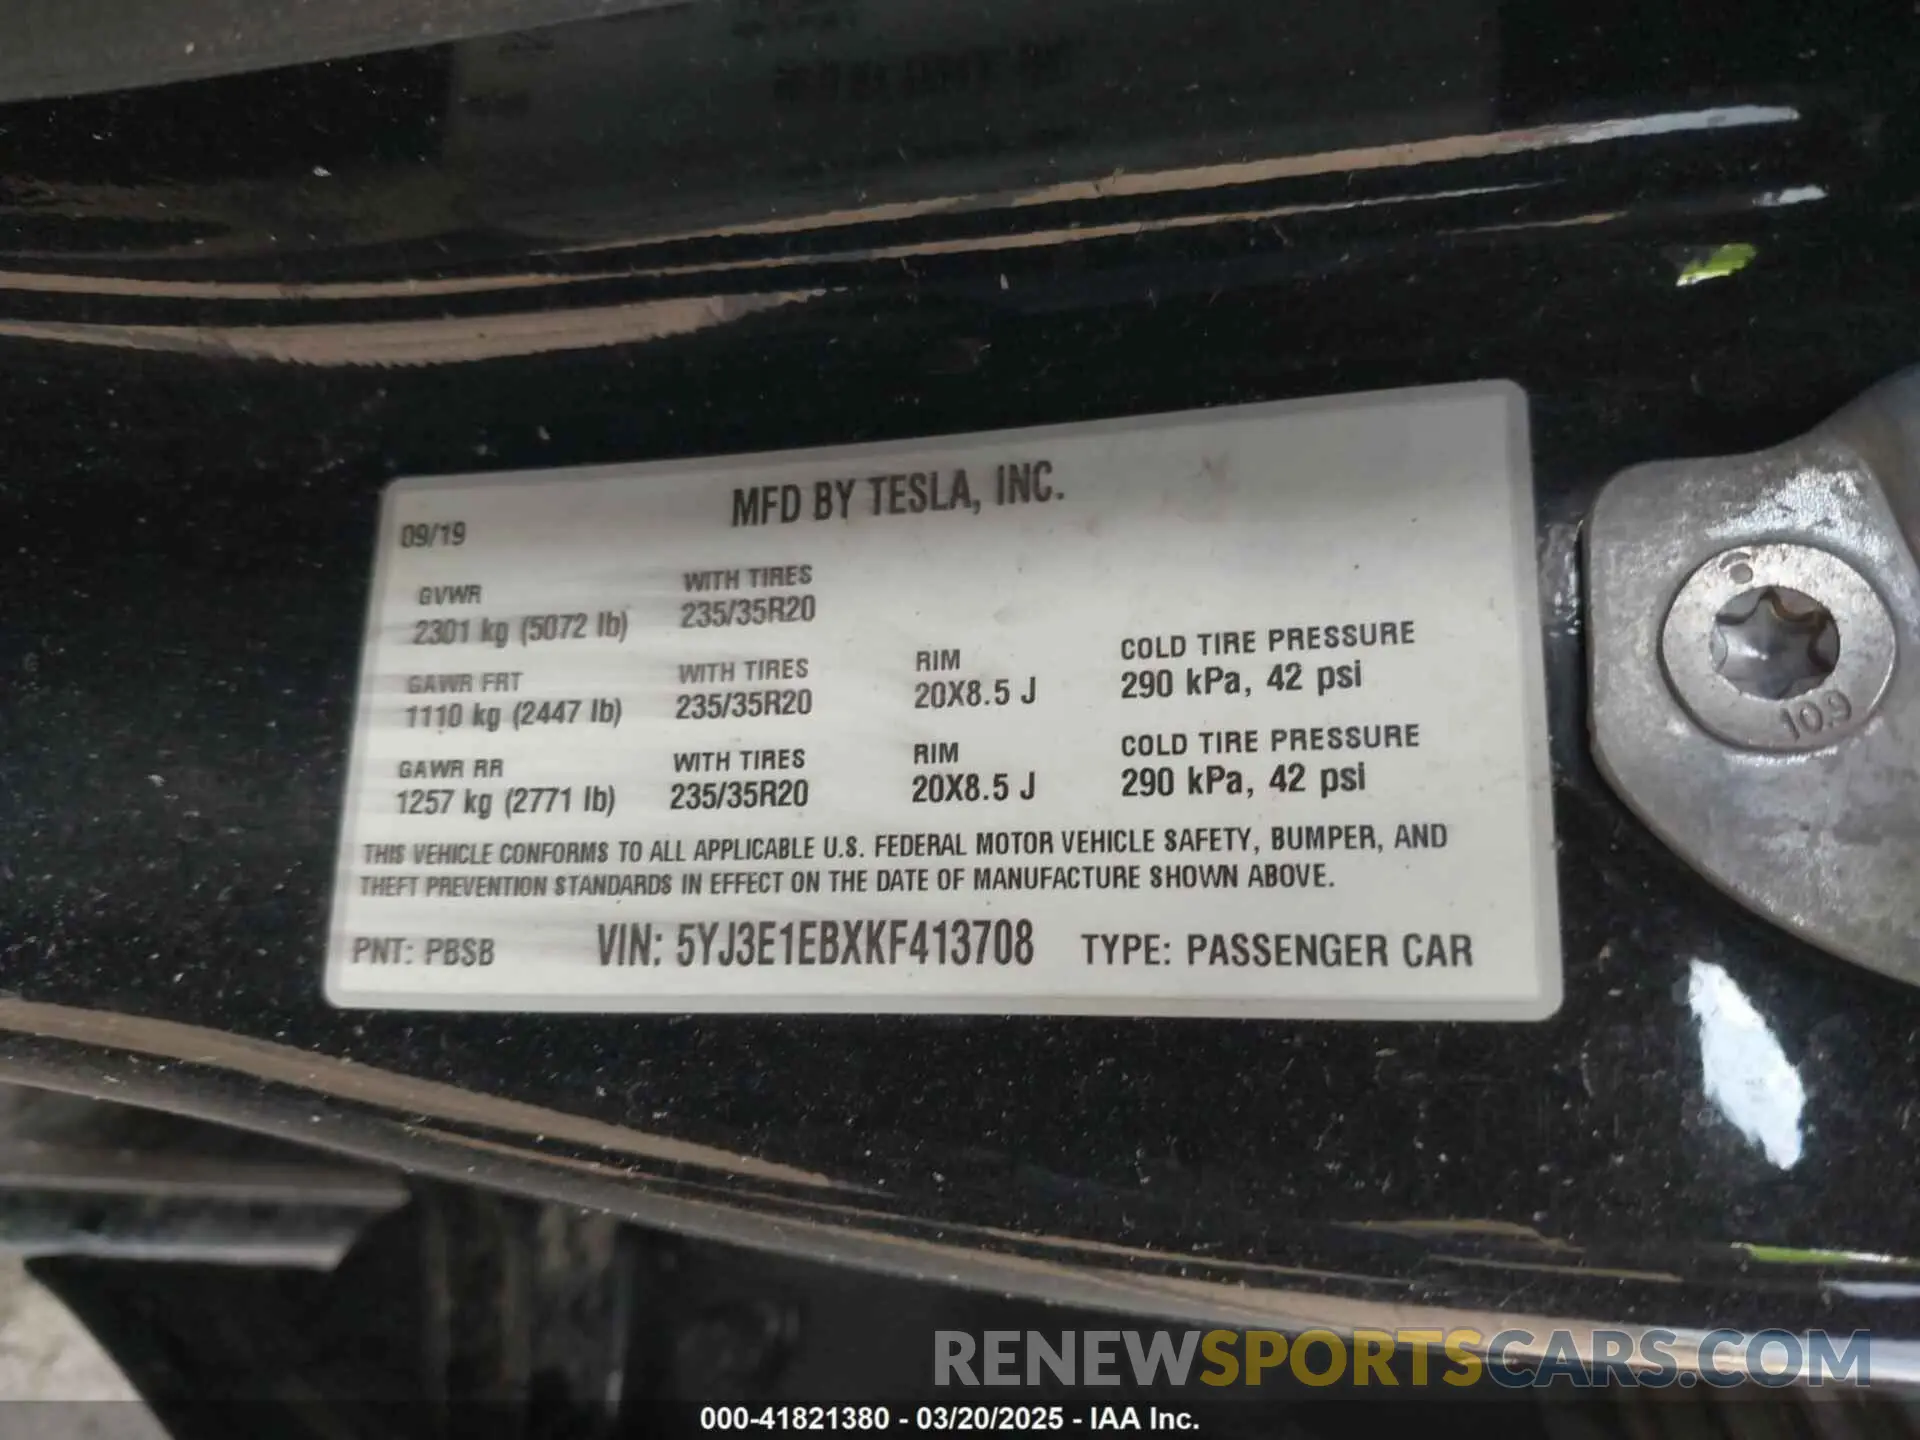 MFD BY TESLA, INC.
09/19
GVWR WITH TIRES
2301 kg (5072 lb) 235/35R20
GAWR FRT WITH TIRES RIM COLD TIRE PRESSURE
1110 kg (2447 lb) 235/35R20 20X8.5 J 290 kPa, 42 psi
GAWR RR WITH TIRES RIM COLD TIRE PRESSURE
1257 kg (2771 lb) 235/35R20 20X8.5 J 290 kPa, 42 psi
THIS VEHICLE CONFORMS TO ALL APPLICABLE U.S. FEDERAL MOTOR VEHICLE SAFETY, BUMPER, AND
THEFT PREVENTION STANDARDS IN EFFECT ON THE DATE OF MANUFACTURE SHOWN ABOVE.
PNT: PBSB VIN: 5YJ3E1EBXKF413708 TYPE: PASSENGER CAR
10.9
RENEWSPORTSCARS.COM
000-41821380 - 03/20/2025 - IAA Inc.